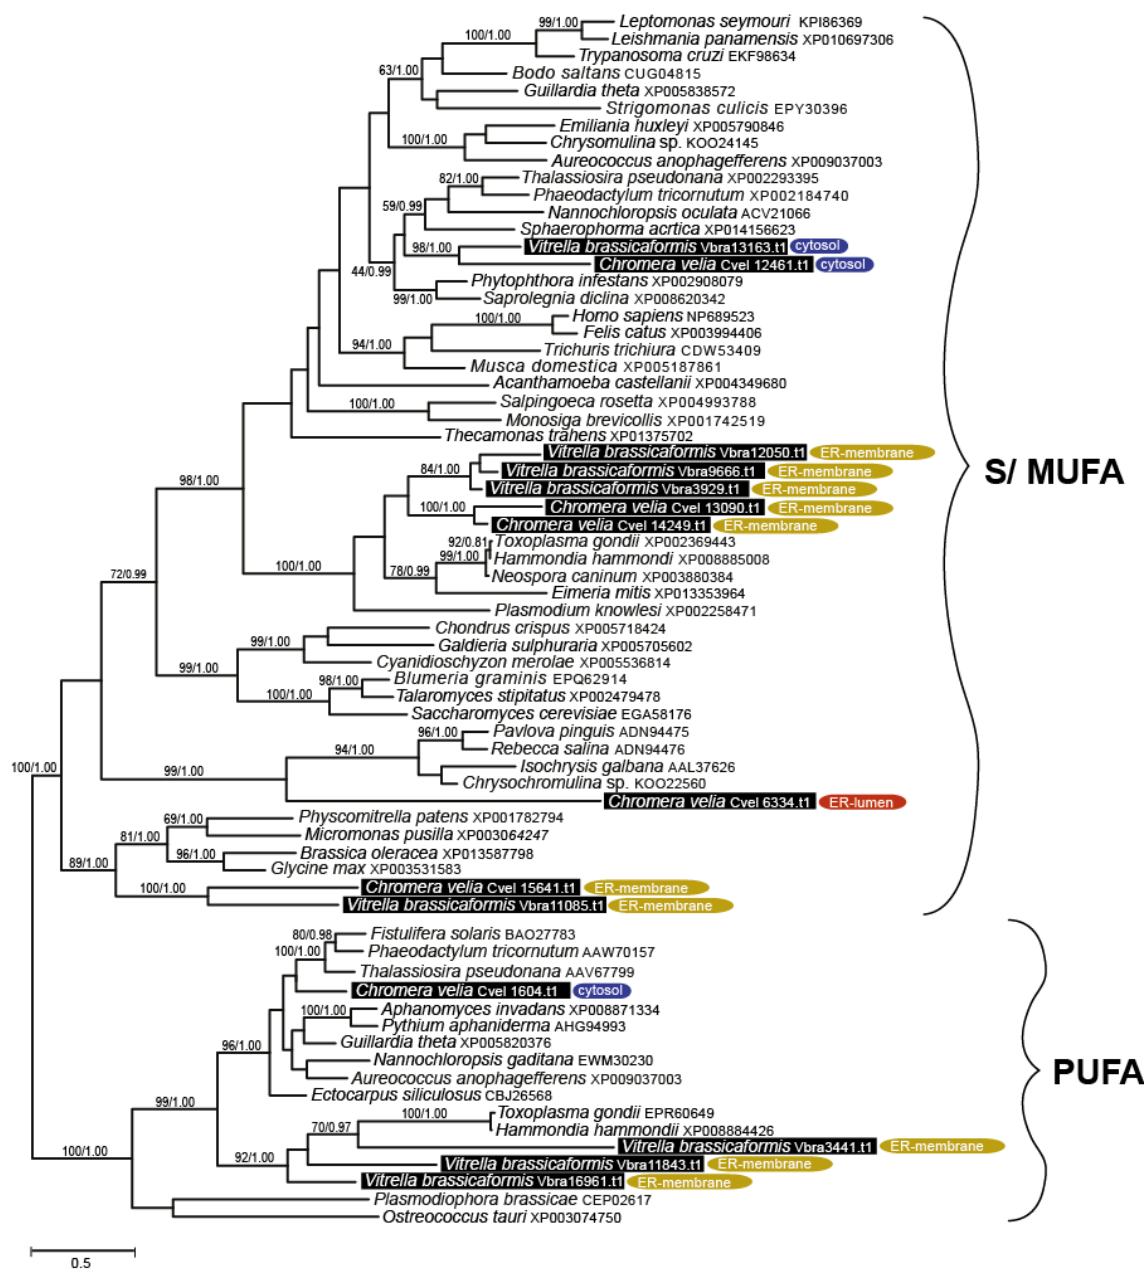 99/1.00 Leptomonas seymouri KPI86369
100/1.00 Leishmania panamensis XP010697306
Trypanosoma cruzi EKF98634
63/1.00 Bodo saltans CUG04815
Guillardia theta XP005838572
Strigomonas culicis EPY30396
Emiliania huxleyi XP005790846
100/1.00 Chrysomulina sp. KOO24145
Aureococcus anophagefferens XP009037003
82/1.00 Thalassiosira pseudonana XP002293395
Phaeodactylum tricornutum XP002184740
59/0.99 Nannochloropsis oculata ACV21066
Sphaerophorma acrtica XP014156623
98/1.00 Vitrella brassicaformis Vbra13163.t1 cytosol
Chromera velia Cvel 12461.t1 cytosol
44/0.99 Phytophthora infestans XP002908079
99/1.00 Saprolegnia diclina XP008620342
100/1.00 Homo sapiens NP689523
Felis catus XP003994406
94/1.00 Trichuris trichiura CDW53409
Musca domestica XP005187861
Acanthamoeba castellanii XP004349680
100/1.00 Salpingoeca rosetta XP004993788
Monosiga brevicollis XP001742519
Thecamonas trahens XP01375702
Vitrella brassicaformis Vbra12050.t1 ER-membrane
84/1.00 Vitrella brassicaformis Vbra9666.t1 ER-membrane
S/ MUFA
98/1.00 Vitrella brassicaformis Vbra3929.t1 ER-membrane
100/1.00 Chromera velia Cvel 13090.t1 ER-membrane
Chromera velia Cvel 14249.t1 ER-membrane
92/0.81 Toxoplasma gondii XP002369443
99/1.00 Hammondia hammondi XP008885008
72/0.99 100/1.00 78/0.99 Neospora caninum XP003880384
Eimeria mitis XP013353964
Plasmodium knowlesi XP002258471
Chondrus crispus XP005718424
99/1.00 Galdieria sulphuraria XP005705602
99/1.00 Cyanidioschyzon merolae XP005536814
98/1.00 Blumeria graminis EPQ62914
100/1.00 Talaromyces stipitatus XP002479478
Saccharomyces cerevisiae EGA58176
96/1.00 Pavlova pinguis ADN94475
94/1.00 Rebecca salina ADN94476
100/1.00 99/1.00 Isochrysis galbana AAL37626
Chrysochromulina sp. KOO22560
Chromera velia Cvel 6334.t1 ER-lumen
69/1.00 Physcomitrella patens XP001782794
81/1.00 Micromonas pusilla XP003064247
96/1.00 Brassica oleracea XP013587798
89/1.00 Glycine max XP003531583
100/1.00 Chromera velia Cvel 15641.t1 ER-membrane
Vitrella brassicaformis Vbra11085.t1 ER-membrane
80/0.98 Fistulifera solaris BAO27783
100/1.00 Phaeodactylum tricornutum AAW70157
Thalassiosira pseudonana AAV67799
Chromera velia Cvel 1604.t1 cytosol
100/1.00 Aphanomyces invadans XP008871334
Pythium aphaniderma AHG94993
96/1.00 Guillardia theta XP005820376
Nannochloropsis gaditana EWM30230
PUFA
Aureococcus anophagefferens XP009037003
99/1.00 Ectocarpus siliculosus CBJ26568
100/1.00 Toxoplasma gondii EPR60649
70/0.97 Hammondia hammondii XP008884426
100/1.00 Vitrella brassicaformis Vbra3441.t1 ER-membrane
92/1.00 Vitrella brassicaformis Vbra11843.t1 ER-membrane
Vitrella brassicaformis Vbra16961.t1 ER-membrane
Plasmodiophora brassicae CEP02617
Ostreococcus tauri XP003074750
0.5